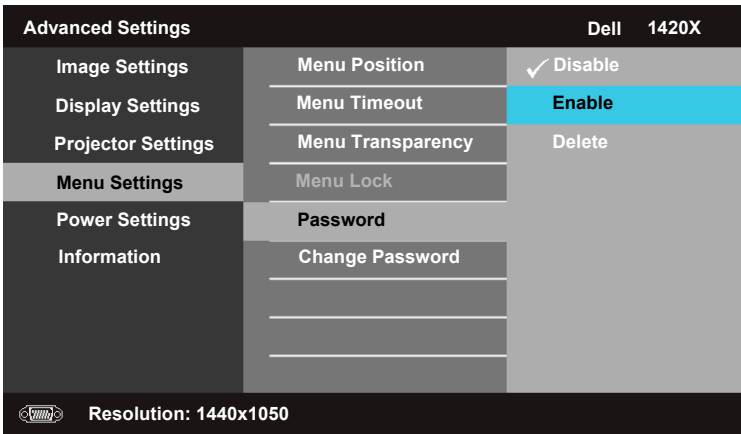 Advanced Settings
Dell 1420X
Image Settings
Display Settings
Projector Settings
Menu Settings
Power Settings
Information
Menu Position
Menu Timeout
Menu Transparency
Menu Lock
Password
Change Password
Disable
Enable
Delete
Resolution: 1440x1050